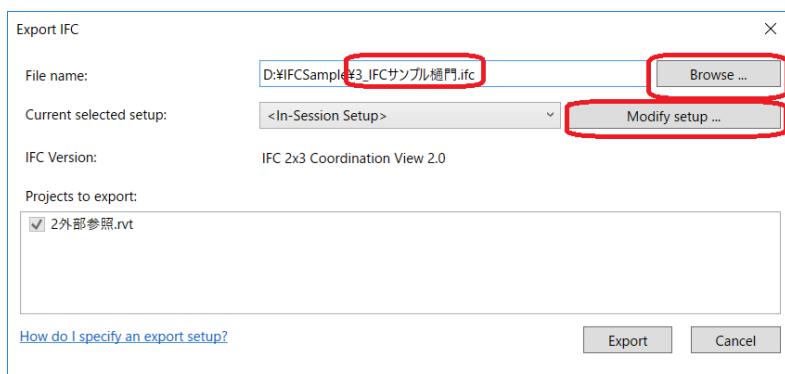 Export IFC
File name: D:¥IFCSample¥3_IFCサンプル樋門.ifc Browse ...
Current selected setup: <In-Session Setup> Modify setup ...
IFC Version: IFC 2x3 Coordination View 2.0
Projects to export:
2外部参照.rvt
How do I specify an export setup? Export Cancel